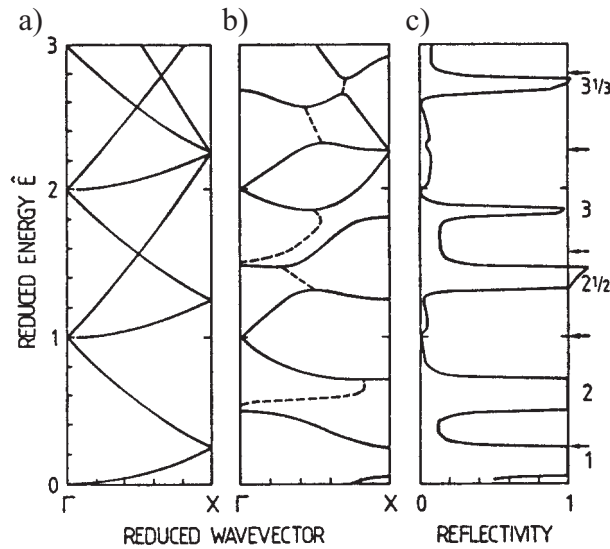 a) b) c)
3
2
1
0
REDUCED ENERGY Ê
Γ X Γ X 0 1
REDUCED WAVEVECTOR REFLECTIVITY
3 1/3
3
2 1/2
2
1